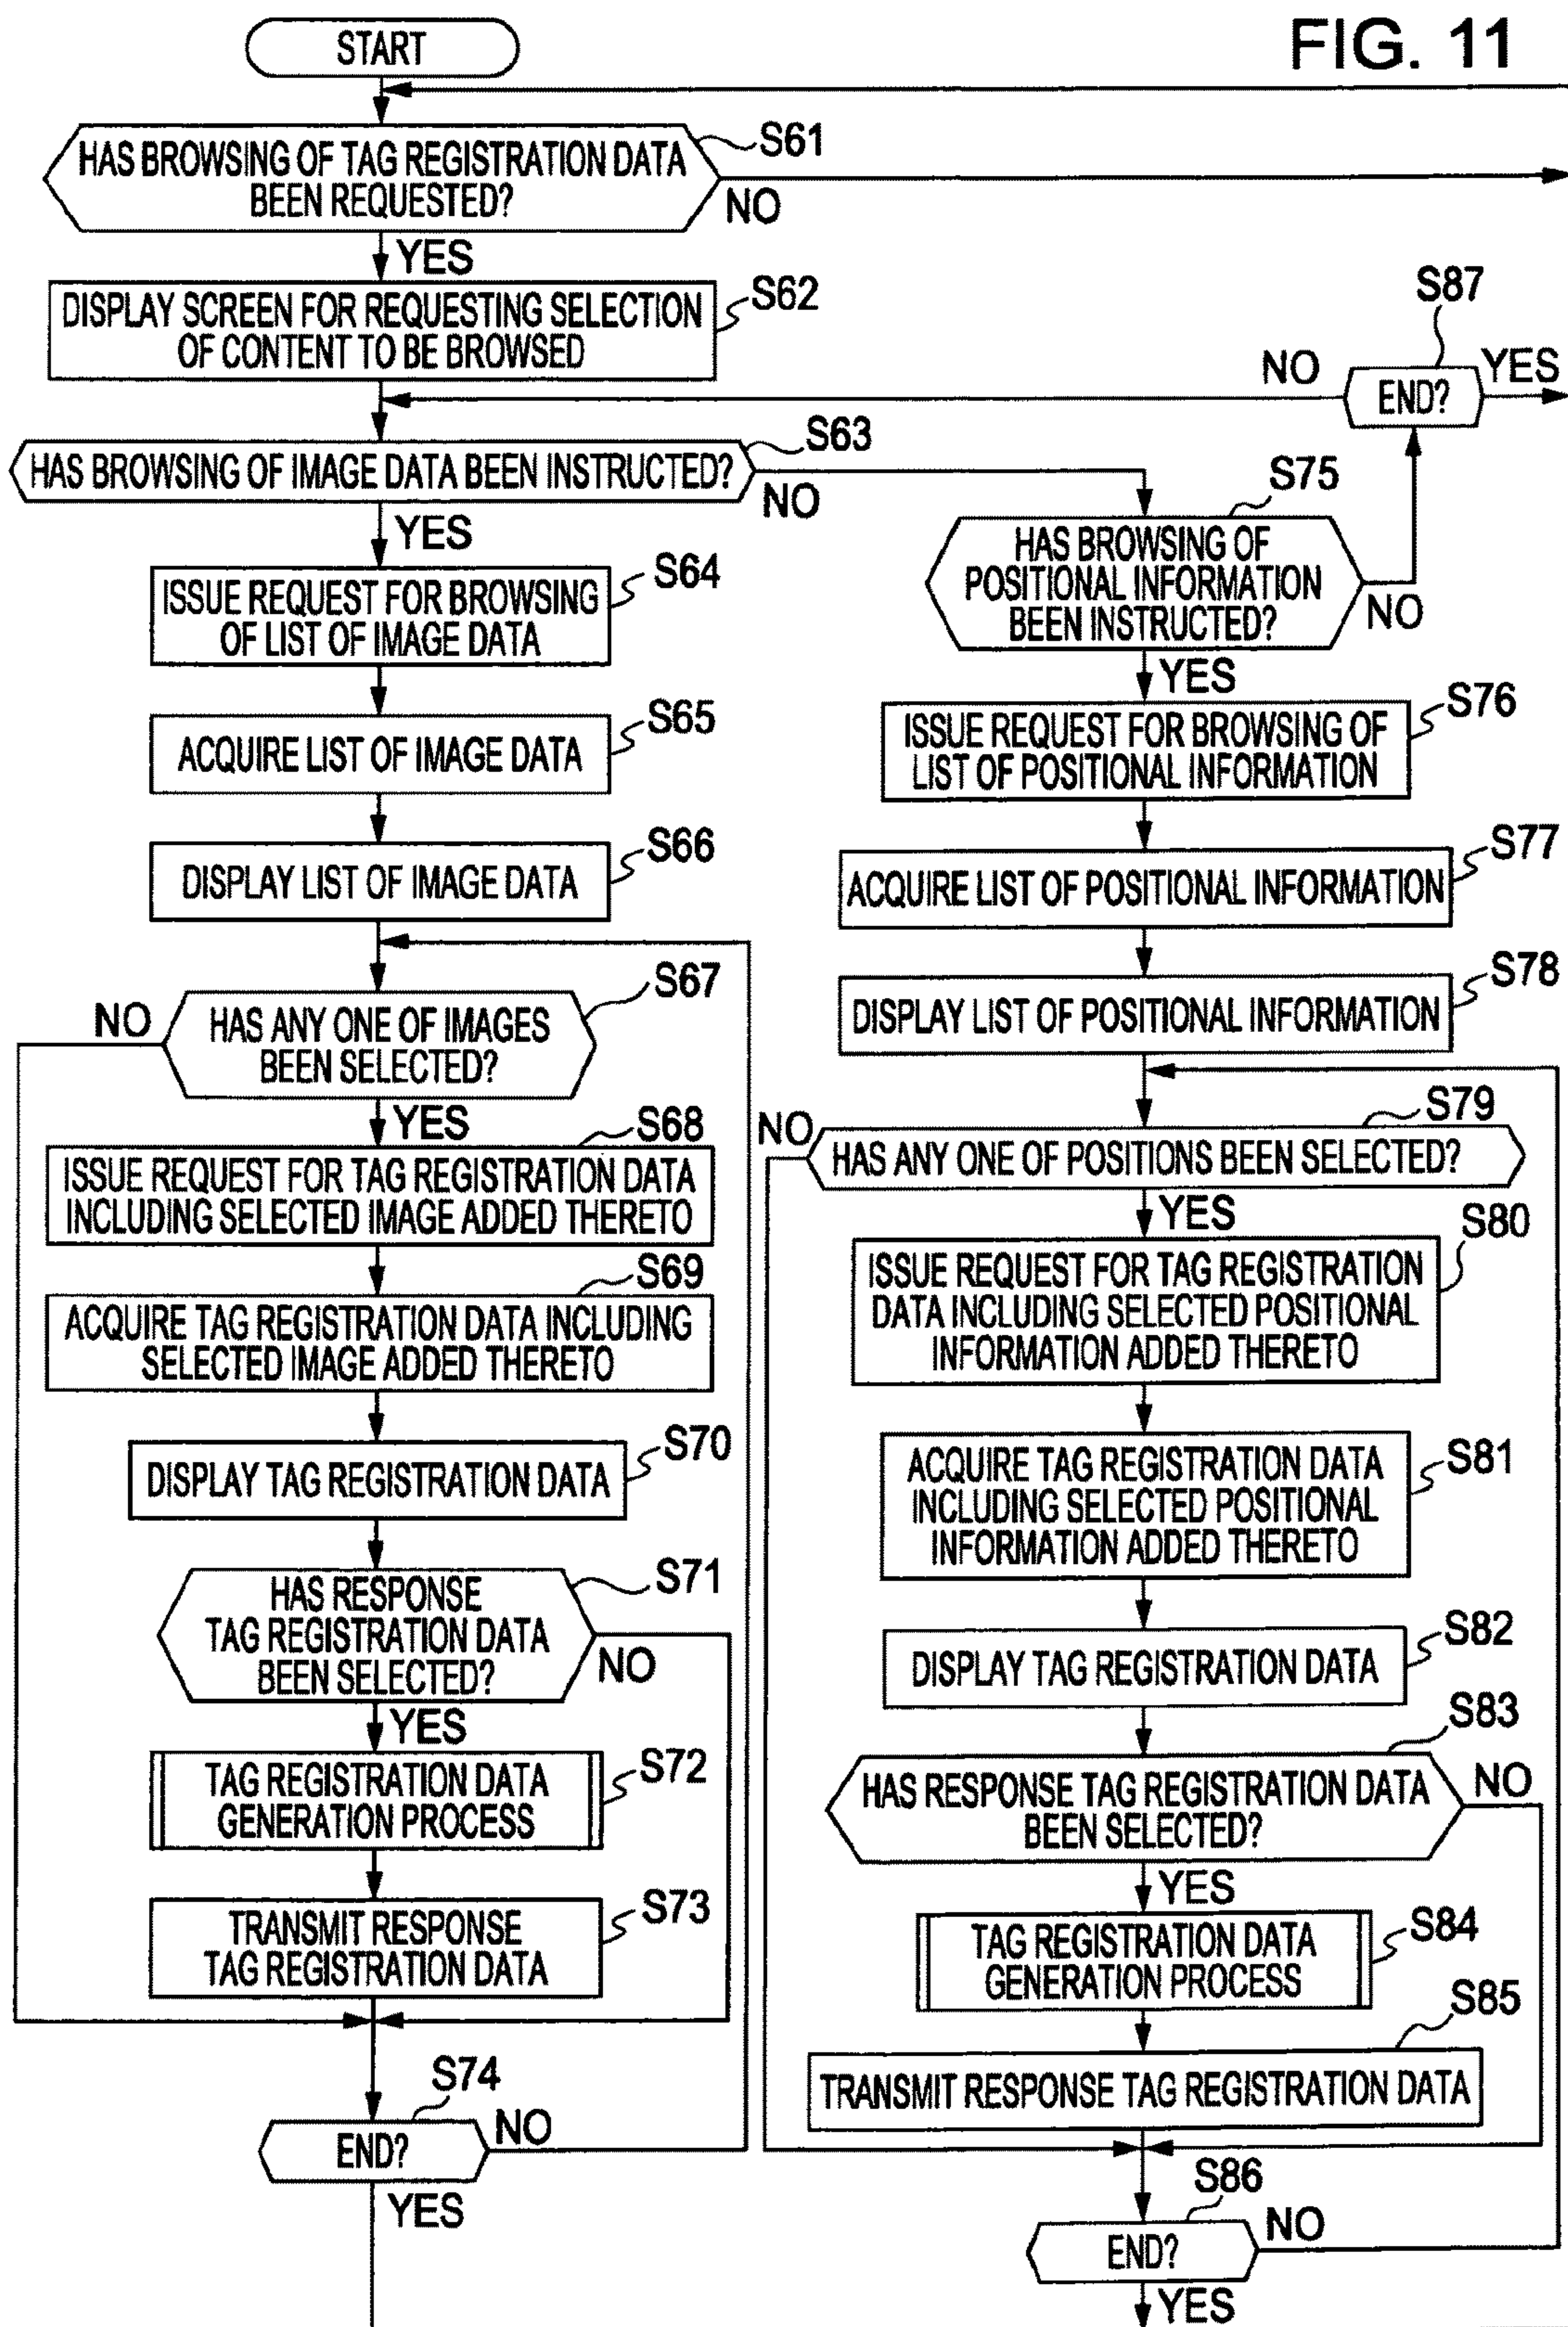 FIG. 11
START
S61
HAS BROWSING OF TAG REGISTRATION DATA
BEEN REQUESTED?
NO
YES
S62
DISPLAY SCREEN FOR REQUESTING SELECTION
OF CONTENT TO BE BROWSED
S87
NO
END?
YES
S63
HAS BROWSING OF IMAGE DATA BEEN INSTRUCTED?
NO
YES
S64
ISSUE REQUEST FOR BROWSING
OF LIST OF IMAGE DATA
S65
ACQUIRE LIST OF IMAGE DATA
S66
DISPLAY LIST OF IMAGE DATA
S67
NO
HAS ANY ONE OF IMAGES
BEEN SELECTED?
YES
S68
ISSUE REQUEST FOR TAG REGISTRATION DATA
INCLUDING SELECTED IMAGE ADDED THERETO
S69
ACQUIRE TAG REGISTRATION DATA INCLUDING
SELECTED IMAGE ADDED THERETO
S70
DISPLAY TAG REGISTRATION DATA
S71
HAS RESPONSE
TAG REGISTRATION DATA
BEEN SELECTED?
NO
YES
S72
TAG REGISTRATION DATA
GENERATION PROCESS
S73
TRANSMIT RESPONSE
TAG REGISTRATION DATA
S74
END?
NO
YES
S75
HAS BROWSING OF
POSITIONAL INFORMATION
BEEN INSTRUCTED?
NO
YES
S76
ISSUE REQUEST FOR BROWSING OF
LIST OF POSITIONAL INFORMATION
S77
ACQUIRE LIST OF POSITIONAL INFORMATION
S78
DISPLAY LIST OF POSITIONAL INFORMATION
S79
NO
HAS ANY ONE OF POSITIONS BEEN SELECTED?
YES
S80
ISSUE REQUEST FOR TAG REGISTRATION
DATA INCLUDING SELECTED POSITIONAL
INFORMATION ADDED THERETO
S81
ACQUIRE TAG REGISTRATION DATA
INCLUDING SELECTED POSITIONAL
INFORMATION ADDED THERETO
S82
DISPLAY TAG REGISTRATION DATA
S83
HAS RESPONSE TAG REGISTRATION DATA
BEEN SELECTED?
NO
YES
S84
TAG REGISTRATION DATA
GENERATION PROCESS
S85
TRANSMIT RESPONSE TAG REGISTRATION DATA
S86
END?
NO
YES